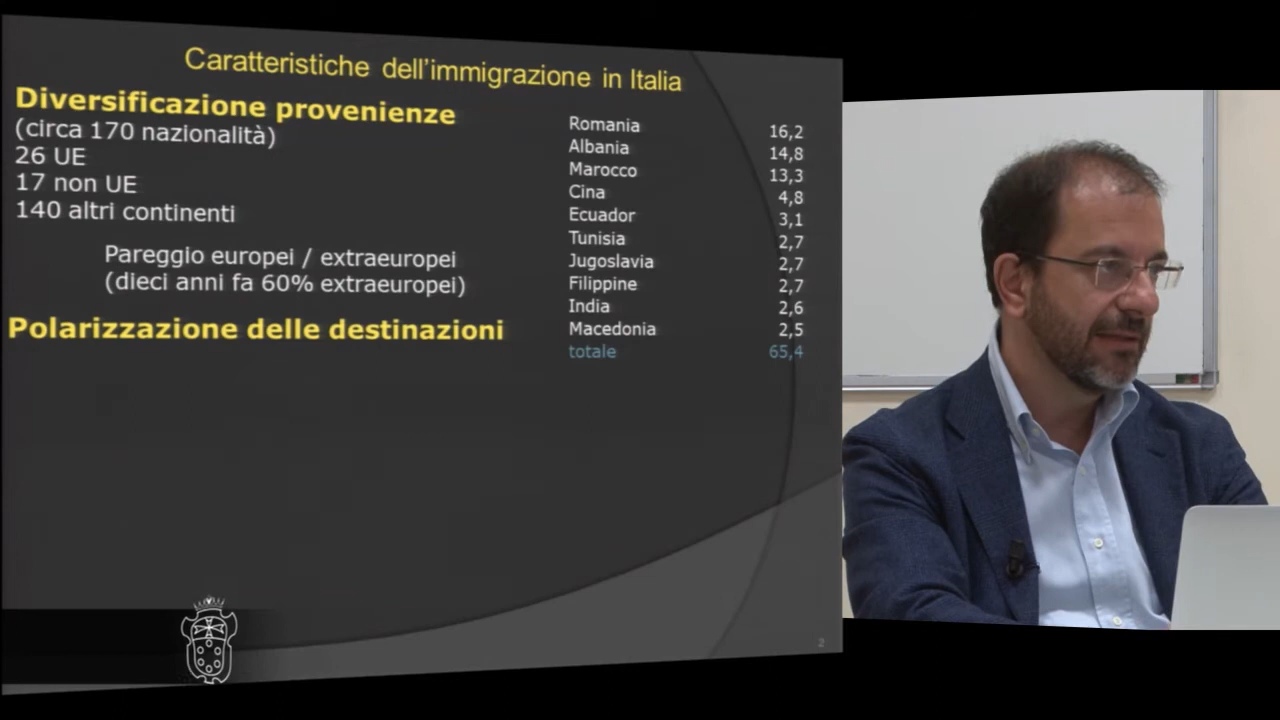 Caratteristiche dell'immigrazione in Italia
Diversificazione provenienze
(circa 170 nazionalità)
26 UE
17 non UE
140 altri continenti
Pareggio europei / extraeuropei
(dieci anni fa 60% extraeuropei)
Polarizzazione delle destinazioni
Romania 16,2
Albania 14,8
Marocco 13,3
Cina 4,8
Ecuador 3,1
Tunisia 2,7
Jugoslavia 2,7
Filippine 2,7
India 2,6
Macedonia 2,5
totale 65,4
2